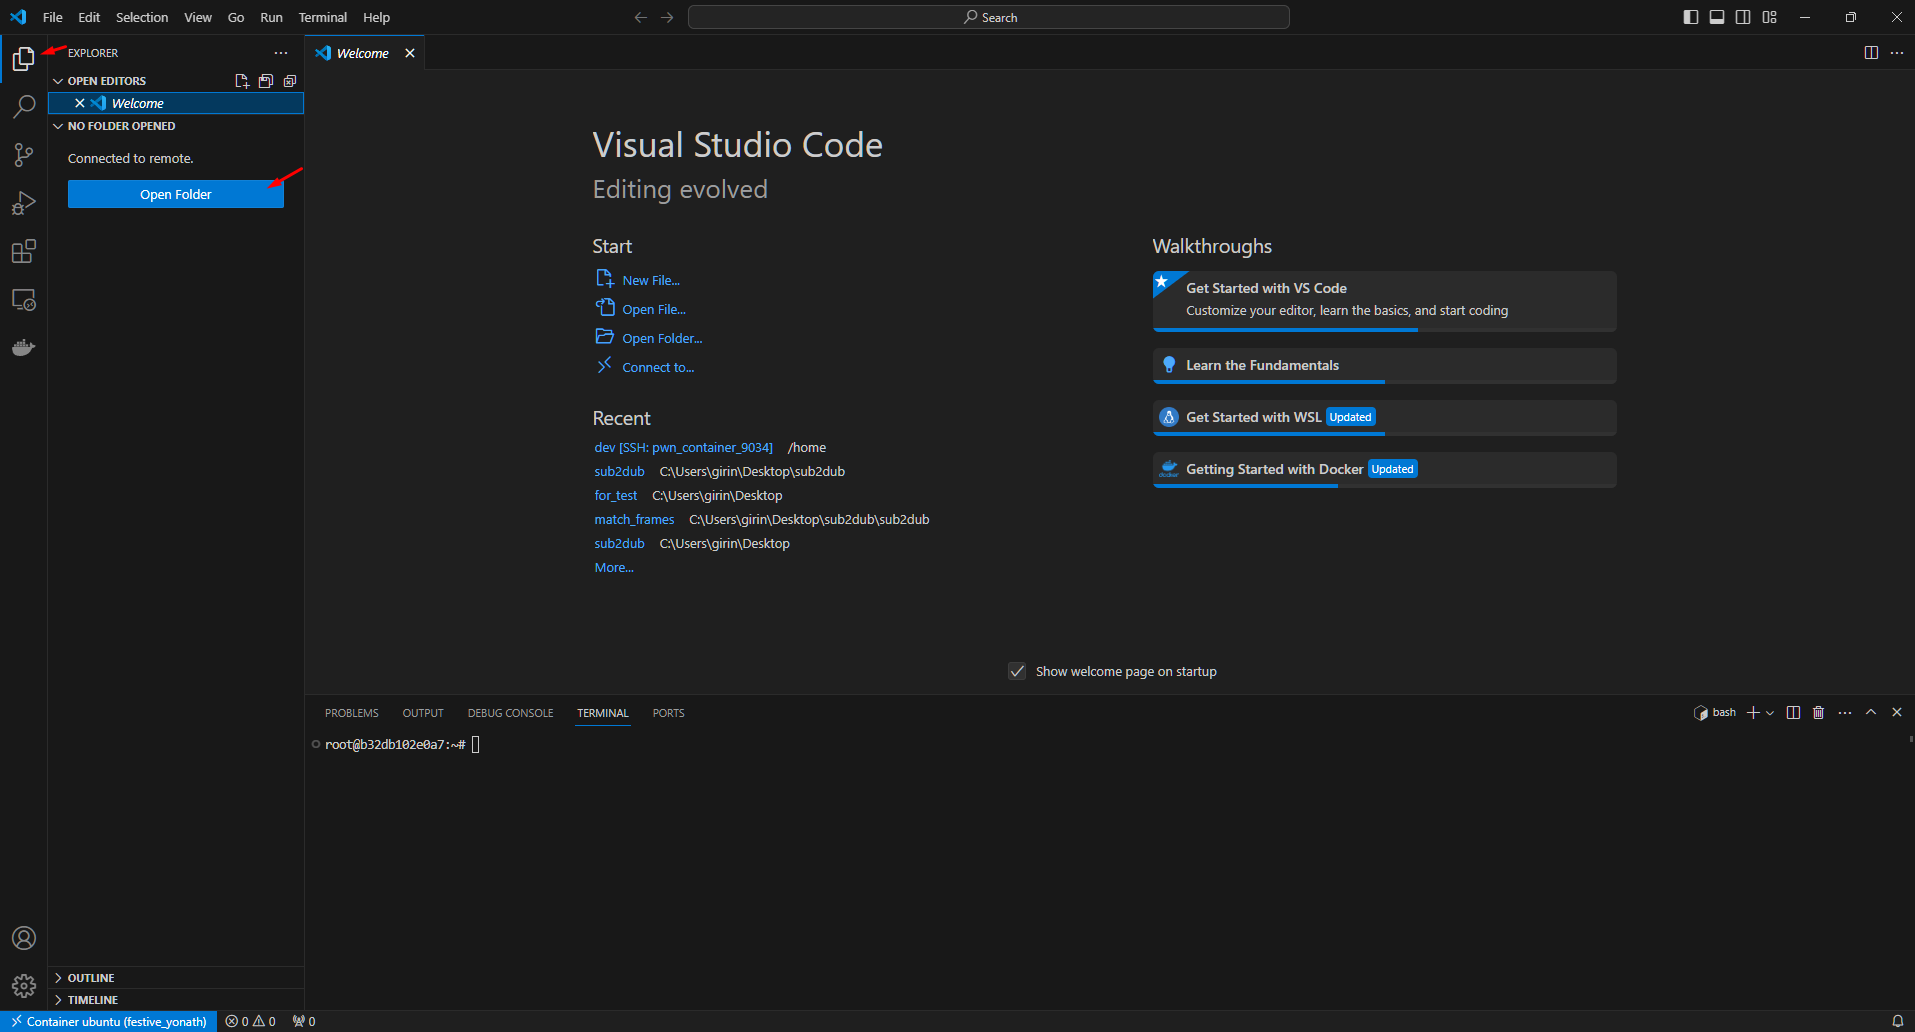 File Edit Selection View Go Run Terminal Help
Search
EXPLORER
OPEN EDITORS
Welcome
NO FOLDER OPENED
Connected to remote.
Open Folder
Welcome
Visual Studio Code
Editing evolved
Start
New File...
Open File...
Open Folder...
Connect to...
Recent
dev [SSH: pwn_container_9034] /home
sub2dub C:\Users\girin\Desktop\sub2dub
for_test C:\Users\girin\Desktop
match_frames C:\Users\girin\Desktop\sub2dub\sub2dub
sub2dub C:\Users\girin\Desktop
More...
Walkthroughs
Get Started with VS Code
Customize your editor, learn the basics, and start coding
Learn the Fundamentals
Get Started with WSL Updated
docker
Getting Started with Docker Updated
Show welcome page on startup
PROBLEMS OUTPUT DEBUG CONSOLE TERMINAL PORTS
bash
root@b32db102e0a7:~#
OUTLINE
TIMELINE
Container ubuntu (festive_yonath) 0 0 0